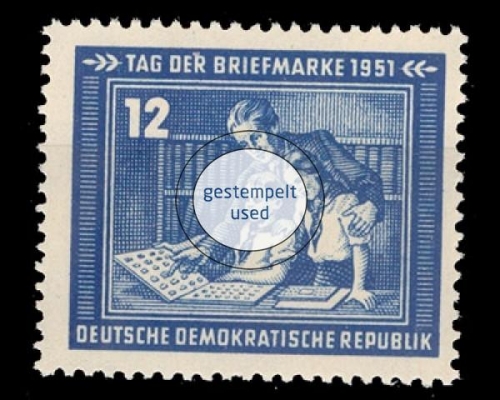 TAG DER BRIEFMARKE 1951
12
gestempelt
used
DEUTSCHE DEMOKRATISCHE REPUBLIK